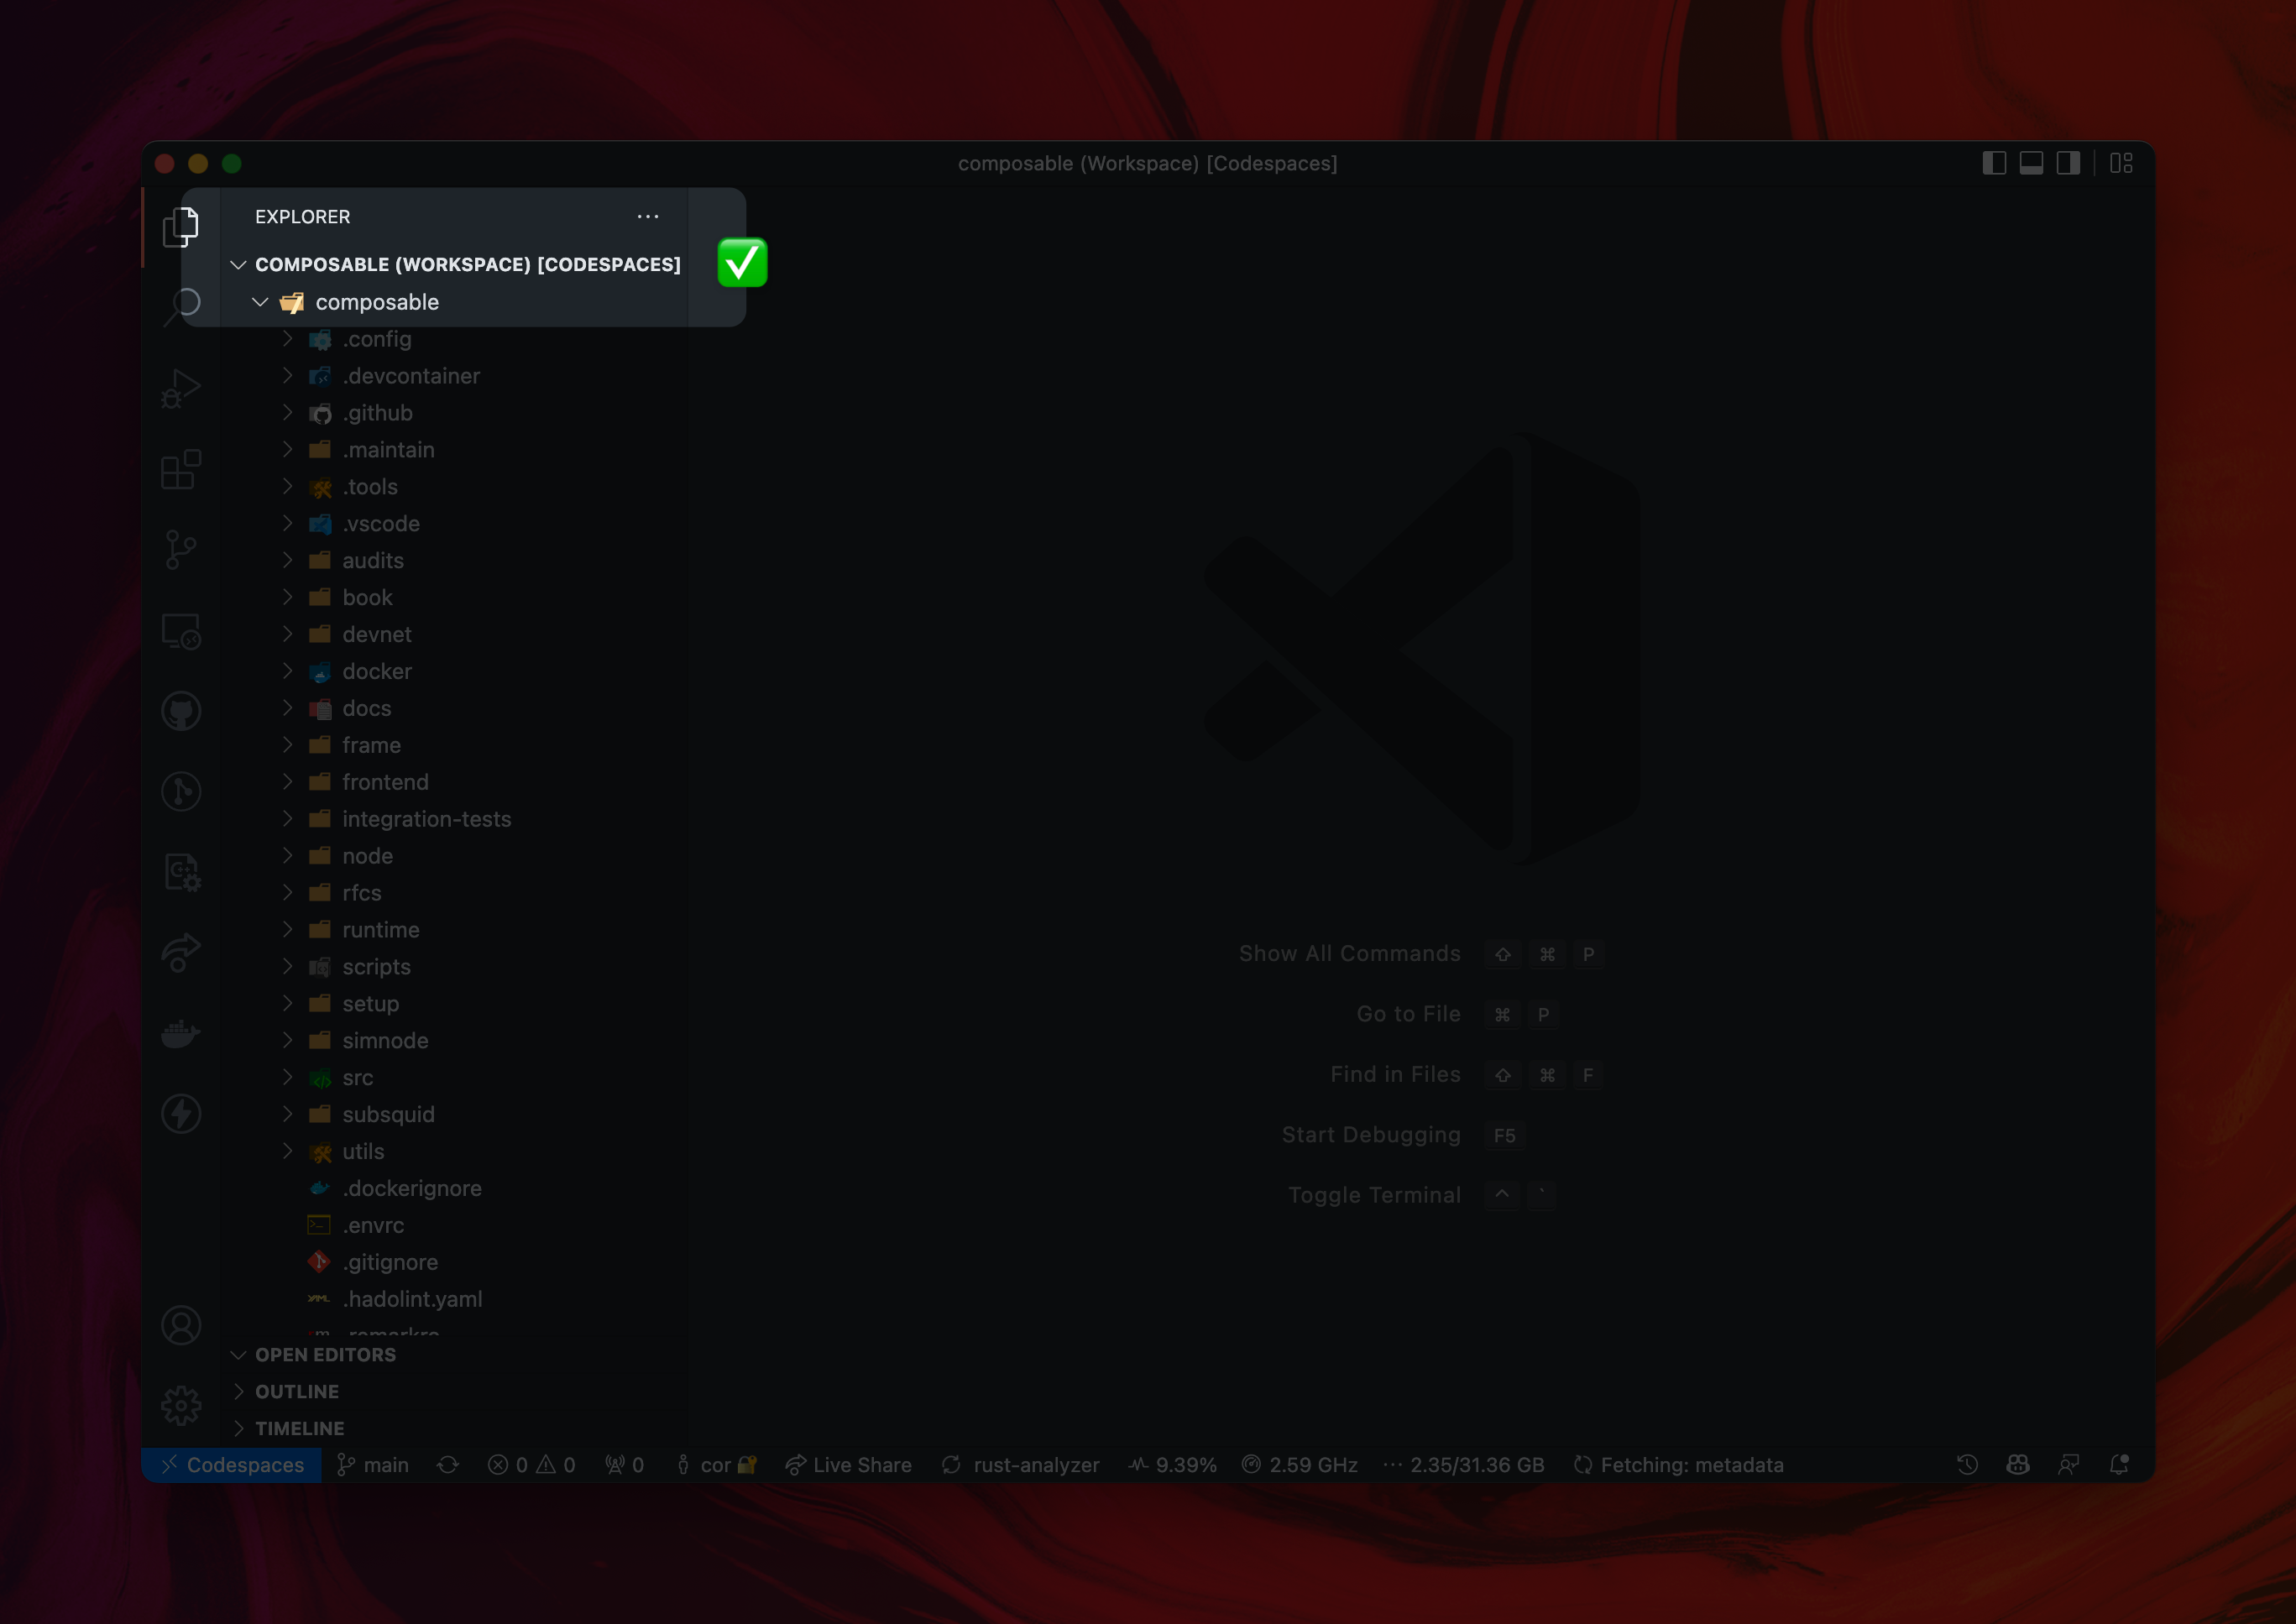 composable (Workspace) [Codespaces]
EXPLORER
COMPOSABLE (WORKSPACE) [CODESPACES]
composable
.config
.devcontainer
.github
.maintain
.tools
.vscode
audits
book
devnet
docker
docs
frame
frontend
integration-tests
node
rfcs
runtime
scripts
setup
simnode
src
subsquid
utils
.dockerignore
.envrc
.gitignore
.hadolint.yaml
OPEN EDITORS
OUTLINE
TIMELINE
Show All Commands ⇧ ⌘ P
Go to File ⌘ P
Find in Files ⇧ ⌘ F
Start Debugging F5
Toggle Terminal ^ `
Codespaces main 0 0 0 cor 🔐 Live Share rust-analyzer 9.39% 2.59 GHz ··· 2.35/31.36 GB Fetching: metadata